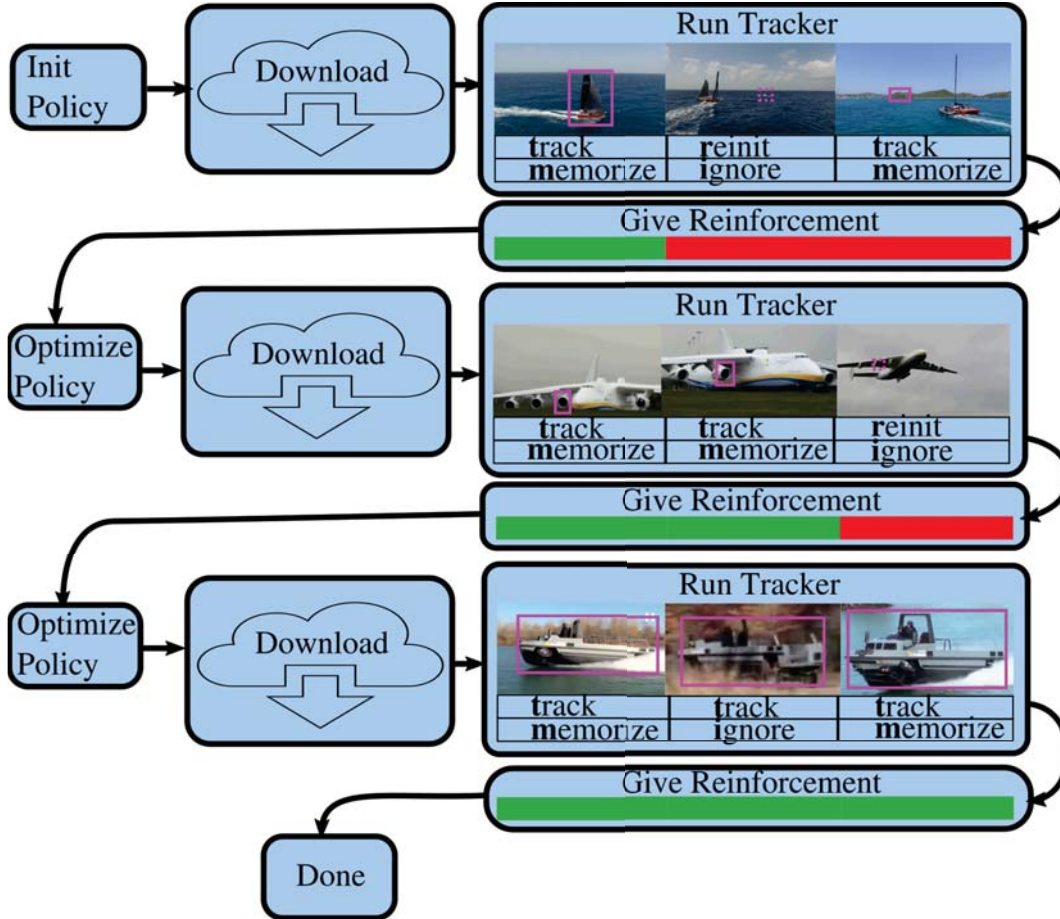 Init
Policy
Download
Run Tracker
track
reinit
track
memorize
ignore
memorize
Give Reinforcement
Optimize
Policy
Download
Run Tracker
track
track
reinit
memorize
memorize
ignore
Give Reinforcement
Optimize
Policy
Download
Run Tracker
track
track
track
memorize
ignore
memorize
Give Reinforcement
Done